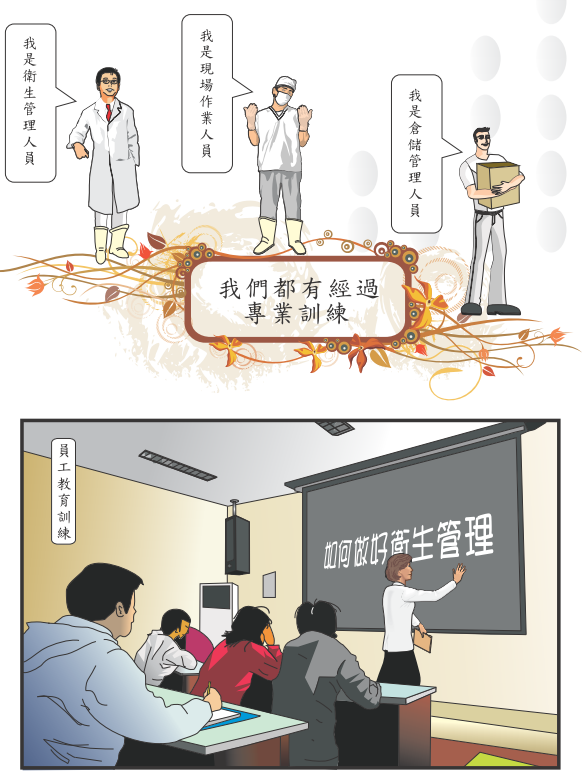 我是衛生管理人員
我是現場作業人員
我是倉儲管理人員
我們都有經過
專業訓練
員工教育訓練
如何做好衛生管理